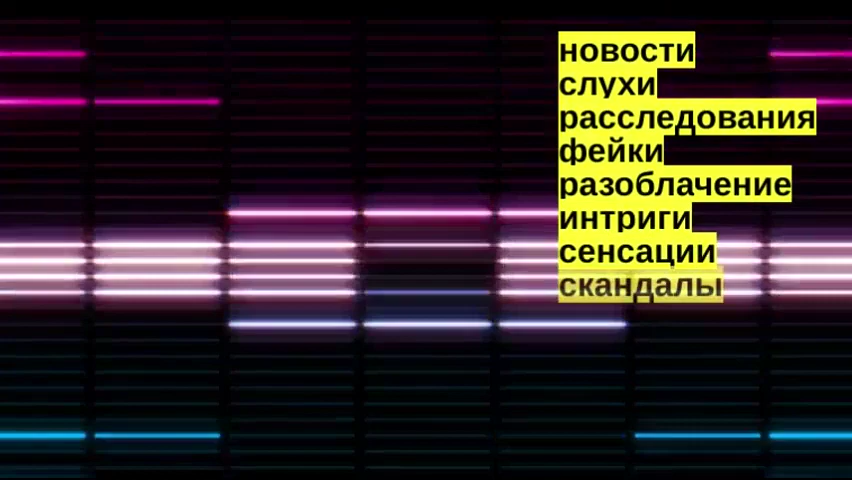 новости
слухи
расследования
фейки
разоблачение
интриги
сенсации
скандалы